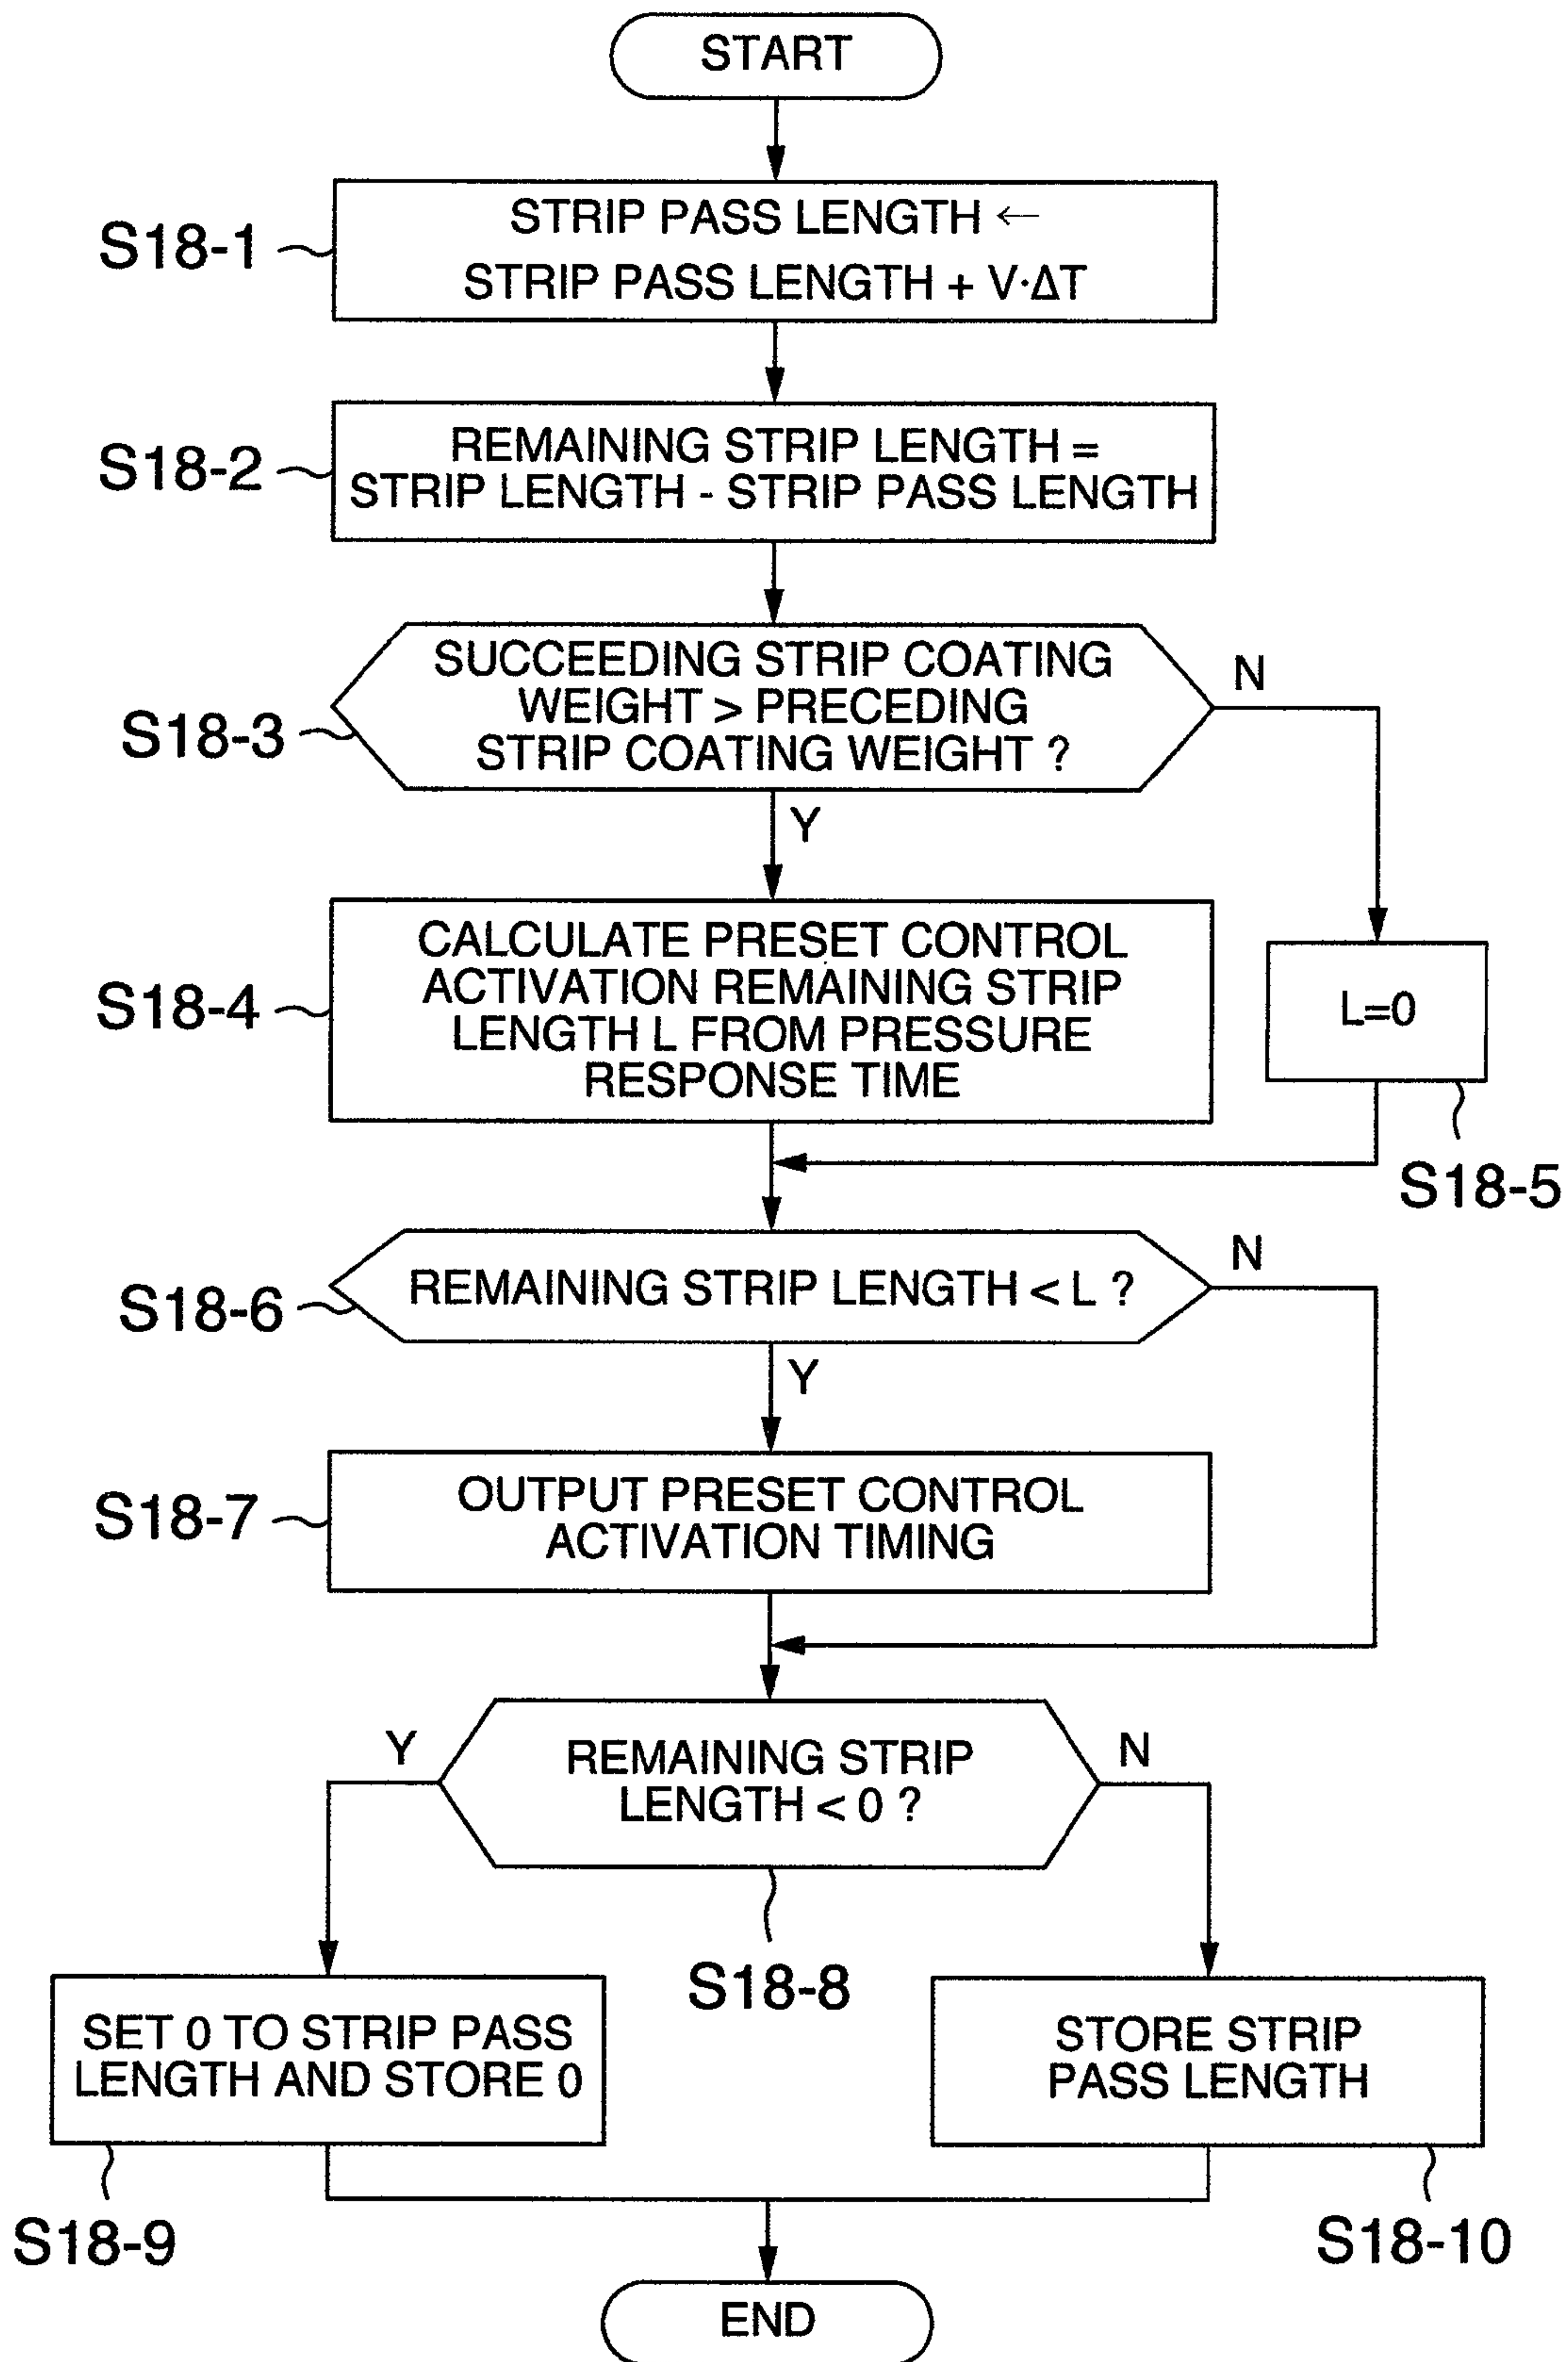 START
S18-1
STRIP PASS LENGTH ←
STRIP PASS LENGTH + V·ΔT
S18-2
REMAINING STRIP LENGTH =
STRIP LENGTH - STRIP PASS LENGTH
S18-3
SUCCEEDING STRIP COATING
WEIGHT > PRECEDING
STRIP COATING WEIGHT ?
N
Y
S18-4
CALCULATE PRESET CONTROL
ACTIVATION REMAINING STRIP
LENGTH L FROM PRESSURE
RESPONSE TIME
L=0
S18-5
S18-6
REMAINING STRIP LENGTH < L ?
N
Y
S18-7
OUTPUT PRESET CONTROL
ACTIVATION TIMING
Y
REMAINING STRIP
LENGTH < 0 ?
N
S18-8
SET 0 TO STRIP PASS
LENGTH AND STORE 0
STORE STRIP
PASS LENGTH
S18-9
S18-10
END